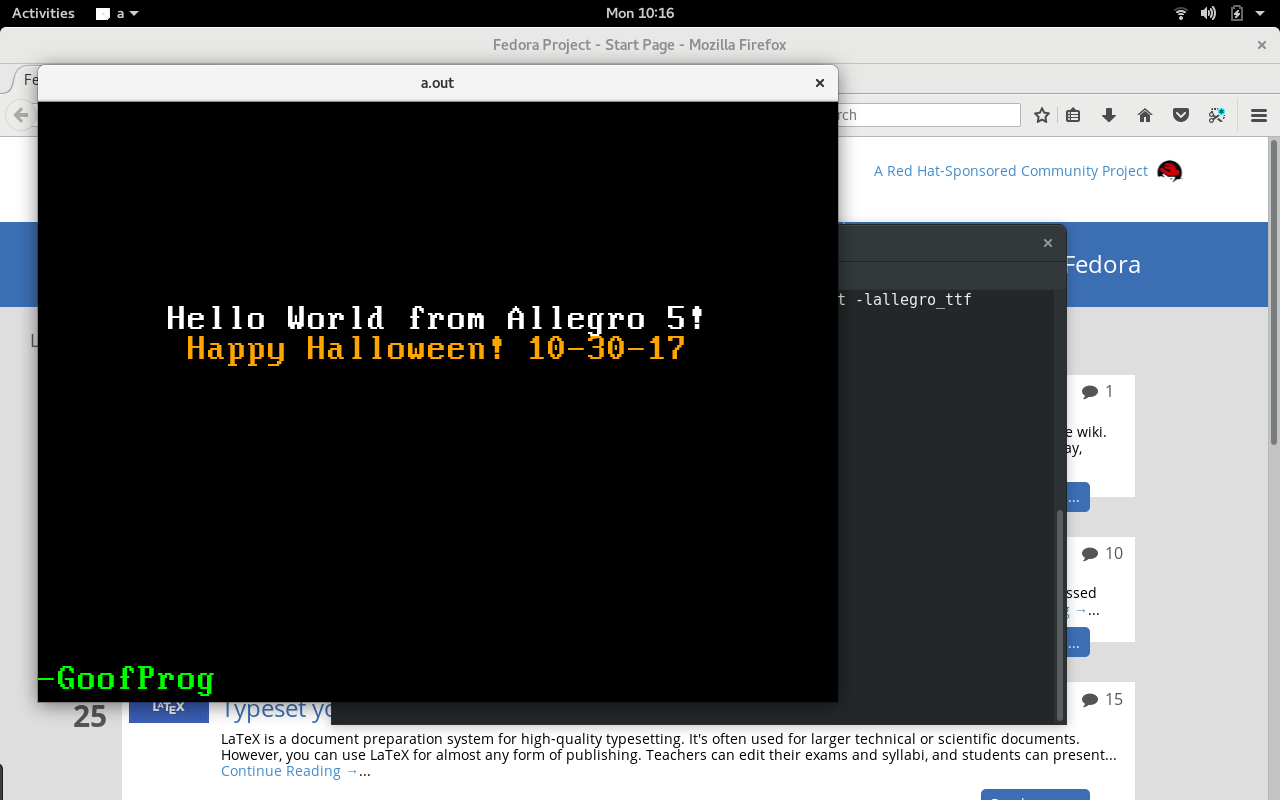 Activities a Mon 10:16
Fedora Project - Start Page - Mozilla Firefox
Fe
a.out
rch
A Red Hat-Sponsored Community Project
Fedora
t -lallegro_ttf
Hello World from Allegro 5!
Happy Halloween! 10-30-17
1
e wiki.
ay,
...
10
ssed
g →...
...
-GoofProg
15
25
LATEX
Typeset yo
LaTeX is a document preparation system for high-quality typesetting. It's often used for larger technical or scientific documents.
However, you can use LaTeX for almost any form of publishing. Teachers can edit their exams and syllabi, and students can present...
Continue Reading →...